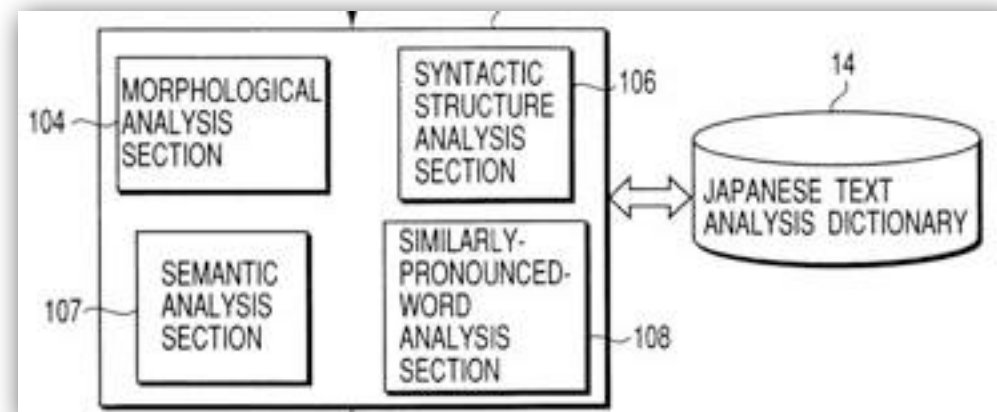 104
MORPHOLOGICAL
ANALYSIS
SECTION
SYNTACTIC
STRUCTURE
ANALYSIS
SECTION
106
107
SEMANTIC
ANALYSIS
SECTION
SIMILARLY-
PRONOUNCED-
WORD
ANALYSIS
SECTION
108
14
JAPANESE TEXT
ANALYSIS DICTIONARY